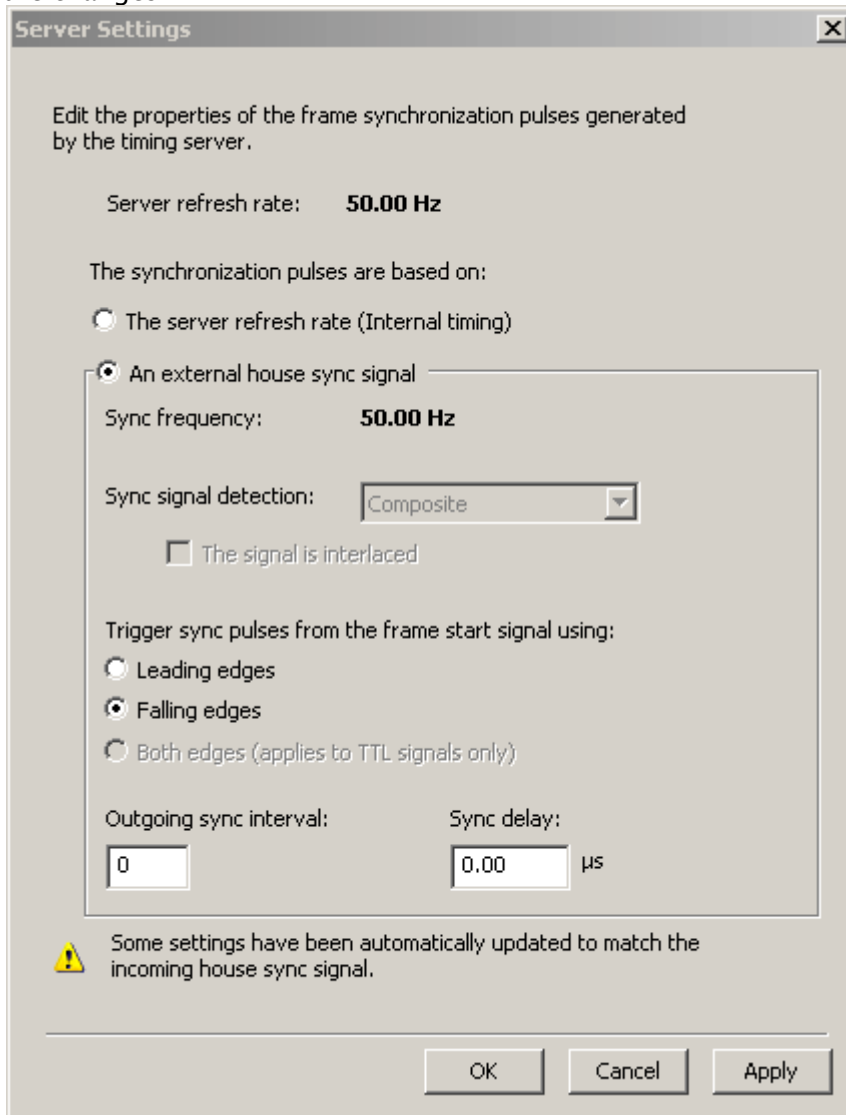 Server Settings
Edit the properties of the frame synchronization pulses generated
by the timing server.
Server refresh rate: 50.00 Hz
The synchronization pulses are based on:
The server refresh rate (Internal timing)
An external house sync signal
Sync frequency: 50.00 Hz
Sync signal detection: Composite
The signal is interlaced
Trigger sync pulses from the frame start signal using:
Leading edges
Falling edges
Both edges (applies to TTL signals only)
Outgoing sync interval: Sync delay:
0 0.00 µs
Some settings have been automatically updated to match the
incoming house sync signal.
OK Cancel Apply